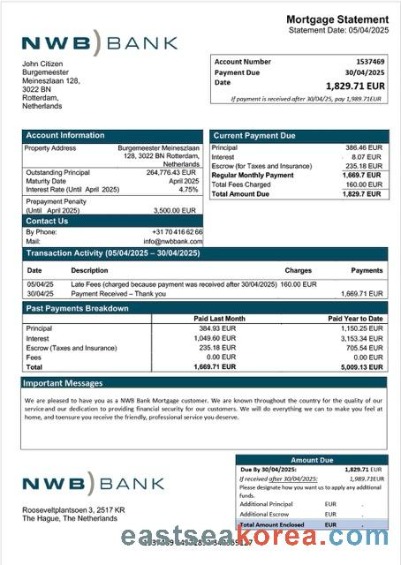 Mortgage Statement
Statement Date: 05/04/2025
NWB BANK
John Citizen
Burgemeester
Meineszlaan 128,
3022 BN
Rotterdam,
Netherlands
Account Number 1537469
Payment Due 30/04/2025
Date 1,829.71 EUR
If payment is received after 30/04/25, pay 1,989.71EUR
Account Information
Property Address Burgemeester Meineszlaan
128, 3022 BN Rotterdam,
Netherlands
Outstanding Principal 264,776.43 EUR
Maturity Date April 2025
Interest Rate (Until April 2025) 4.75%
Prepayment Penalty
(Until April 2025) 3,500.00 EUR
Contact Us
By Phone: +31 70 416 62 66
Mail: info@nwbbank.com
Current Payment Due
Principal 386.46 EUR
Interest 8.07 EUR
Escrow (for Taxes and Insurance) 235.18 EUR
Regular Monthly Payment 1,669.7 EUR
Total Fees Charged 160.00 EUR
Total Amount Due 1,829.7 EUR
Transaction Activity (05/04/2025 – 30/04/2025)
Date Description Charges Payments
05/04/25 Late Fees (charged because payment was received after 30/04/2025) 160.00 EUR
30/04/25 Payment Received – Thank you 1,669.71 EUR
Past Payments Breakdown
Paid Last Month Paid Year to Date
Principal 384.93 EUR 1,150.25 EUR
Interest 1,049.60 EUR 3,153.34 EUR
Escrow (Taxes and Insurance) 235.18 EUR 705.54 EUR
Fees 0.00 EUR 0.00 EUR
Total 1,669.71 EUR 5,009.13 EUR
Important Messages
We are pleased to have you as a NWB Bank Mortgage customer. We are known throughout the country for the quality of our
service and our dedication to providing financial security for our customers. We will do everything we can to make you feel at
home, and toensure you receive the friendly, professional service you deserve.
NWB BANK
Rooseveltplantsoen 3, 2517 KR
The Hague, The Netherlands
Amount Due
Due By 30/04/2025: 1,829.71 EUR
If received after 30/04/2025: 1,989.71EUR
Please designate how you want us to apply any additional
funds.
Additional Principal EUR .
Additional Escrow EUR .
Total Amount Enclosed EUR .
eastseakorea.com